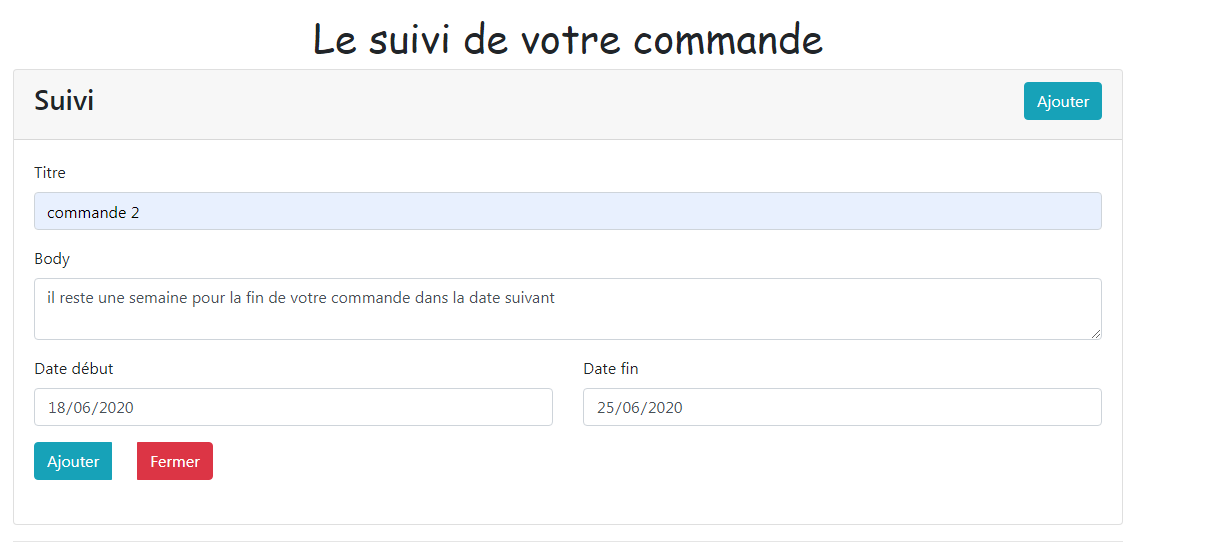 Le suivi de votre commande
Suivi
Ajouter
Titre
commande 2
Body
il reste une semaine pour la fin de votre commande dans la date suivant
Date début
Date fin
18/06/2020
25/06/2020
Ajouter
Fermer